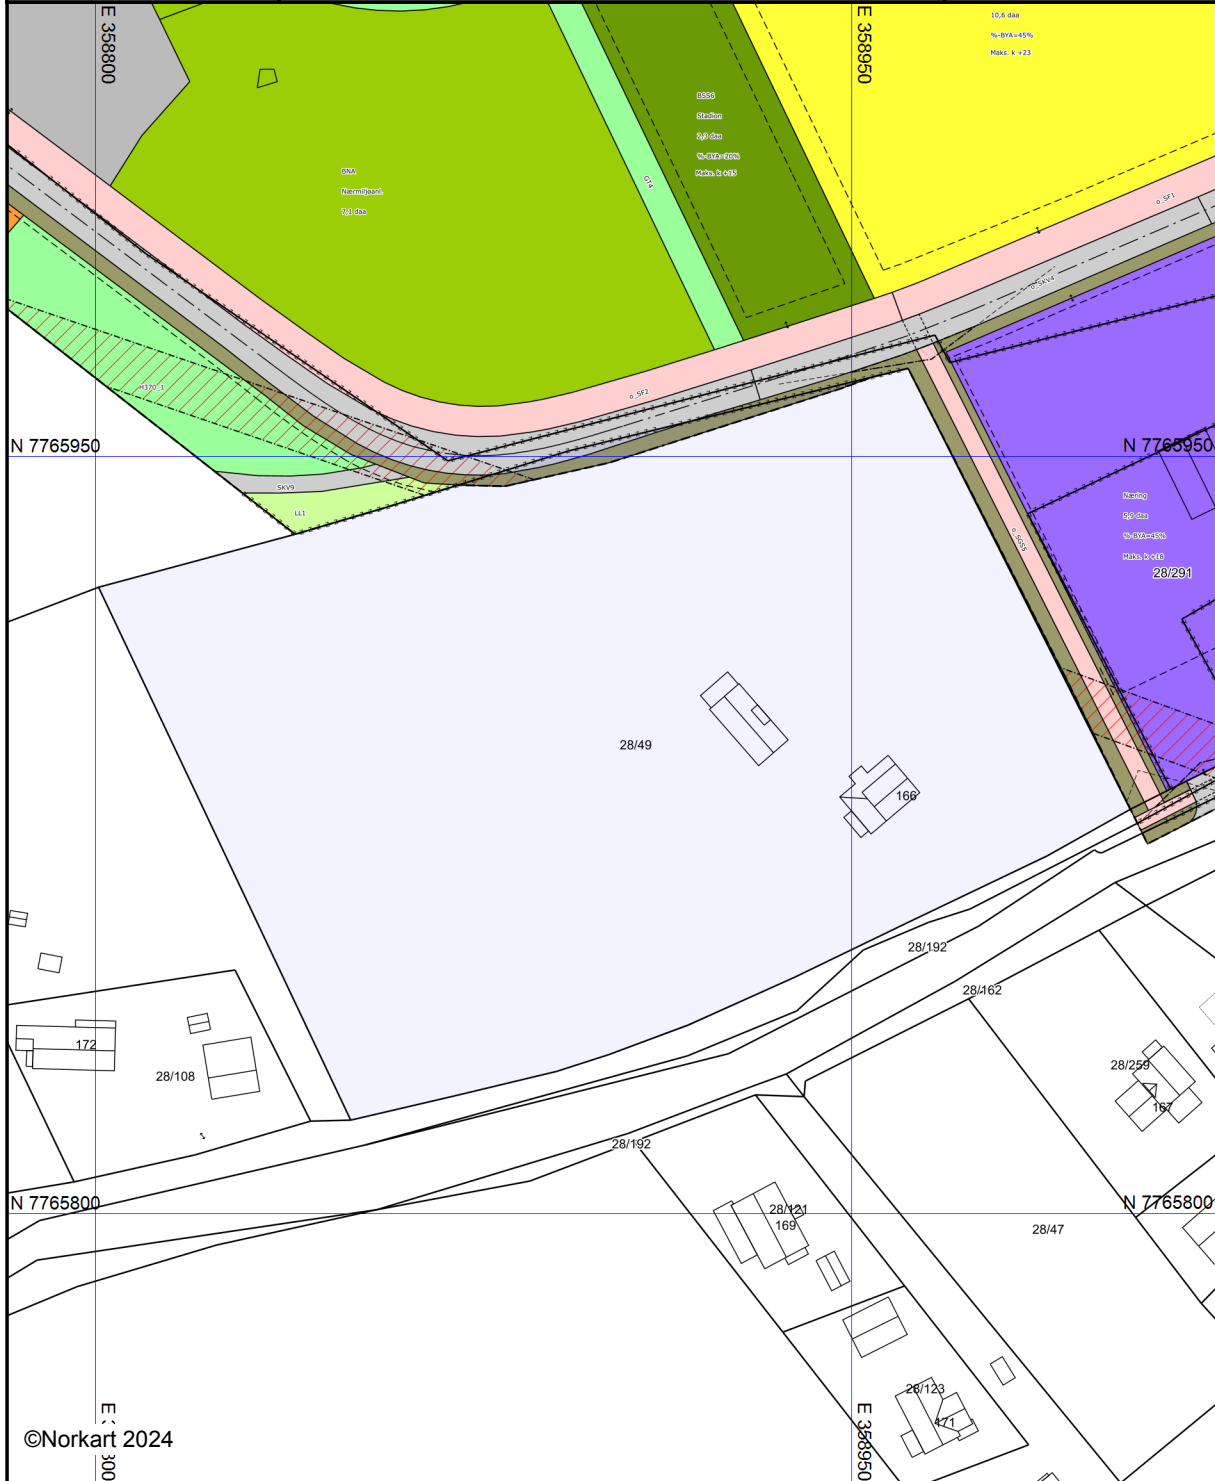 E 358800
E 358950
10,6 daa
%-BYA=45%
Maks. k +23
BSS6
Stadion
2,3 daa
%-BYA=20%
Maks. k +15
BNA
Nærmiljøanl.
7,1 daa
GT4
o_SF1
o_SKV4
H370_1
o_SF2
N 7765950
N 7765950
SKV9
LL1
Næring
5,9 daa
%-BYA=45%
Maks. k +18
28/291
o_SGS5
28/49
166
28/192
28/162
172
28/108
28/259
167
28/192
N 7765800
N 7765800
28/121
169
28/47
28/123
171
E 358950
©Norkart 2024